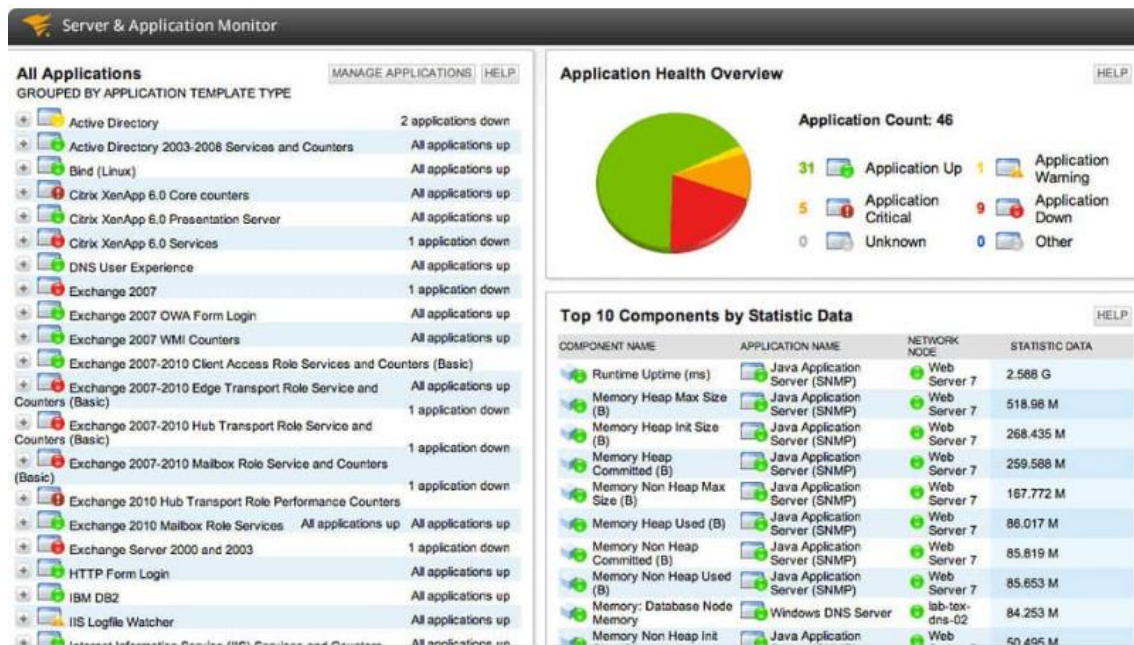 Server & Application Monitor
All Applications
MANAGE APPLICATIONS
HELP
GROUPED BY APPLICATION TEMPLATE TYPE
Active Directory 2 applications down
Active Directory 2003-2008 Services and Counters All applications up
Bind (Linux) All applications up
Citrix XenApp 6.0 Core counters All applications up
Citrix XenApp 6.0 Presentation Server All applications up
Citrix XenApp 6.0 Services 1 application down
DNS User Experience All applications up
Exchange 2007 1 application down
Exchange 2007 OWA Form Login All applications up
Exchange 2007 WMI Counters All applications up
Exchange 2007-2010 Client Access Role Services and Counters (Basic)
Exchange 2007-2010 Edge Transport Role Service and All applications up
Counters (Basic)
1 application down
Exchange 2007-2010 Hub Transport Role Service and
Counters (Basic)
1 application down
Exchange 2007-2010 Mailbox Role Service and Counters
(Basic)
1 application down
Exchange 2010 Hub Transport Role Performance Counters
Exchange 2010 Mailbox Role Services All applications up All applications up
Exchange Server 2000 and 2003 1 application down
HTTP Form Login All applications up
IBM DB2 All applications up
IIS Logfile Watcher All applications up
Internet Information Service (IIS) Services and Counters All applications up
Application Health Overview
HELP
Application Count: 46
31 Application Up
1 Application
Warning
5 Application
Critical
9 Application
Down
0 Unknown
0 Other
Top 10 Components by Statistic Data
HELP
COMPONENT NAME APPLICATION NAME NETWORK
NODE STATISTIC DATA
Runtime Uptime (ms) Java Application
Server (SNMP) Web
Server 7 2.588 G
Memory Heap Max Size
(B) Java Application
Server (SNMP) Web
Server 7 518.98 M
Memory Heap Init Size
(B) Java Application
Server (SNMP) Web
Server 7 268.435 M
Memory Heap
Committed (B) Java Application
Server (SNMP) Web
Server 7 259.588 M
Memory Non Heap Max
Size (B) Java Application
Server (SNMP) Web
Server 7 167.772 M
Memory Heap Used (B) Java Application
Server (SNMP) Web
Server 7 86.017 M
Memory Non Heap
Committed (B) Java Application
Server (SNMP) Web
Server 7 85.819 M
Memory Non Heap Used
(B) Java Application
Server (SNMP) Web
Server 7 85.653 M
Memory: Database Node
Memory Windows DNS Server lab-tex-
dns-02 84.253 M
Memory Non Heap Init Java Application Web 50.495 M